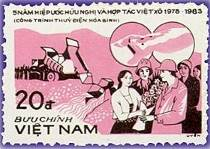 5 NĂM HIỆP ƯỚC HỮU NGHỊ VÀ HỢP TÁC VIỆT XÔ 1978-1983
(CÔNG TRÌNH THUỶ ĐIỆN HÒA BÌNH)
20đ
BƯU CHÍNH
VIỆT NAM